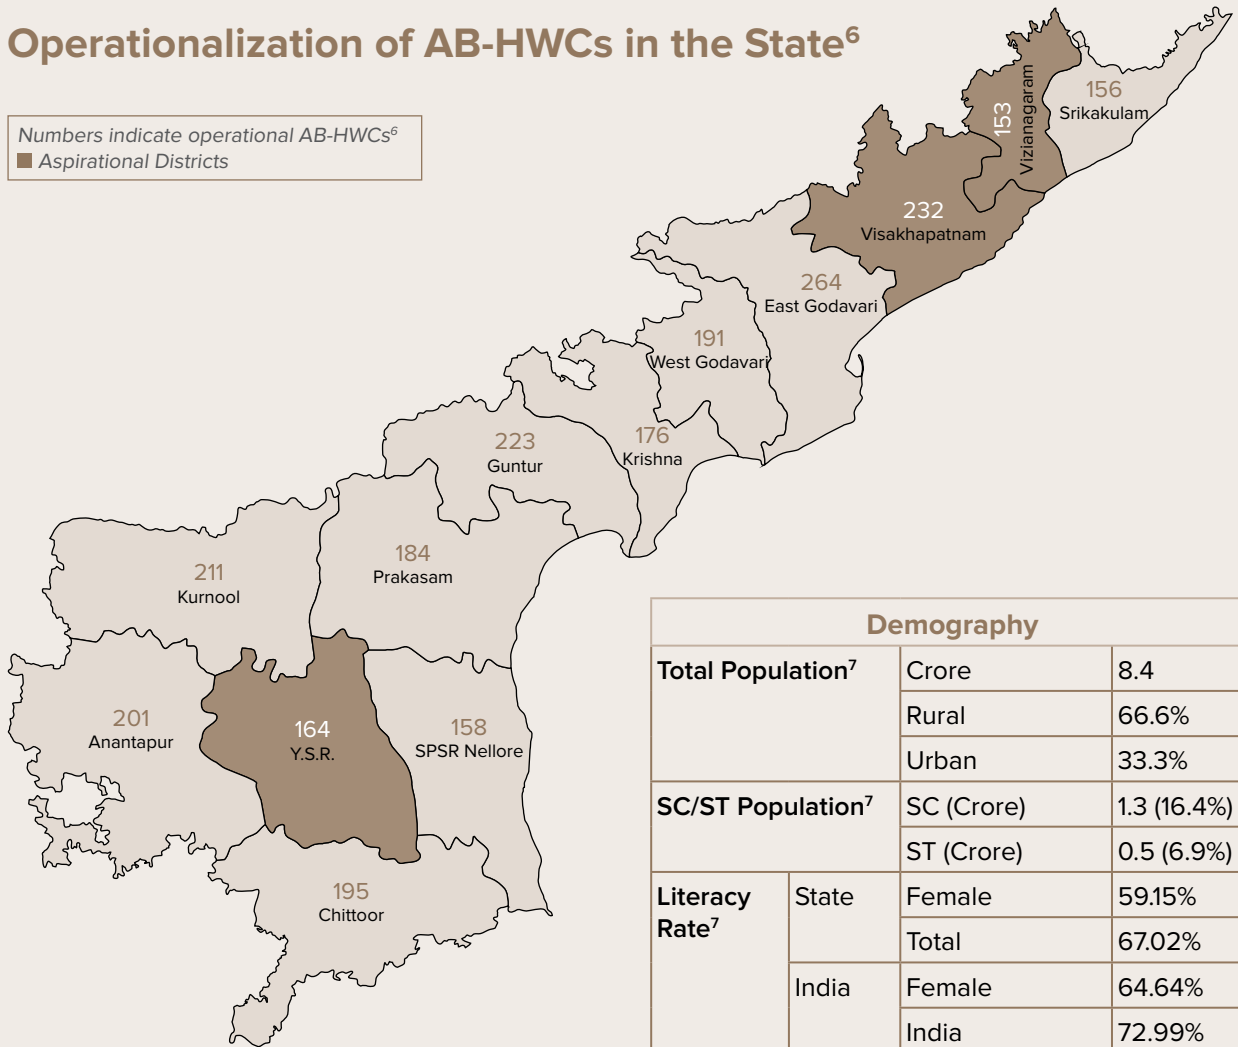 Operationalization of AB-HWCs in the State⁶
Numbers indicate operational AB-HWCs⁶
Aspirational Districts
156
Srikakulam
153
Vizianagaram
232
Visakhapatnam
264
East Godavari
191
West Godavari
176
Krishna
223
Guntur
184
Prakasam
211
Kurnool
201
Anantapur
164
Y.S.R.
158
SPSR Nellore
195
Chittoor
Demography
Total Population⁷ Crore 8.4
Rural 66.6%
Urban 33.3%
SC/ST Population⁷ SC (Crore) 1.3 (16.4%)
ST (Crore) 0.5 (6.9%)
Literacy State Female 59.15%
Rate⁷ Total 67.02%
India Female 64.64%
India 72.99%